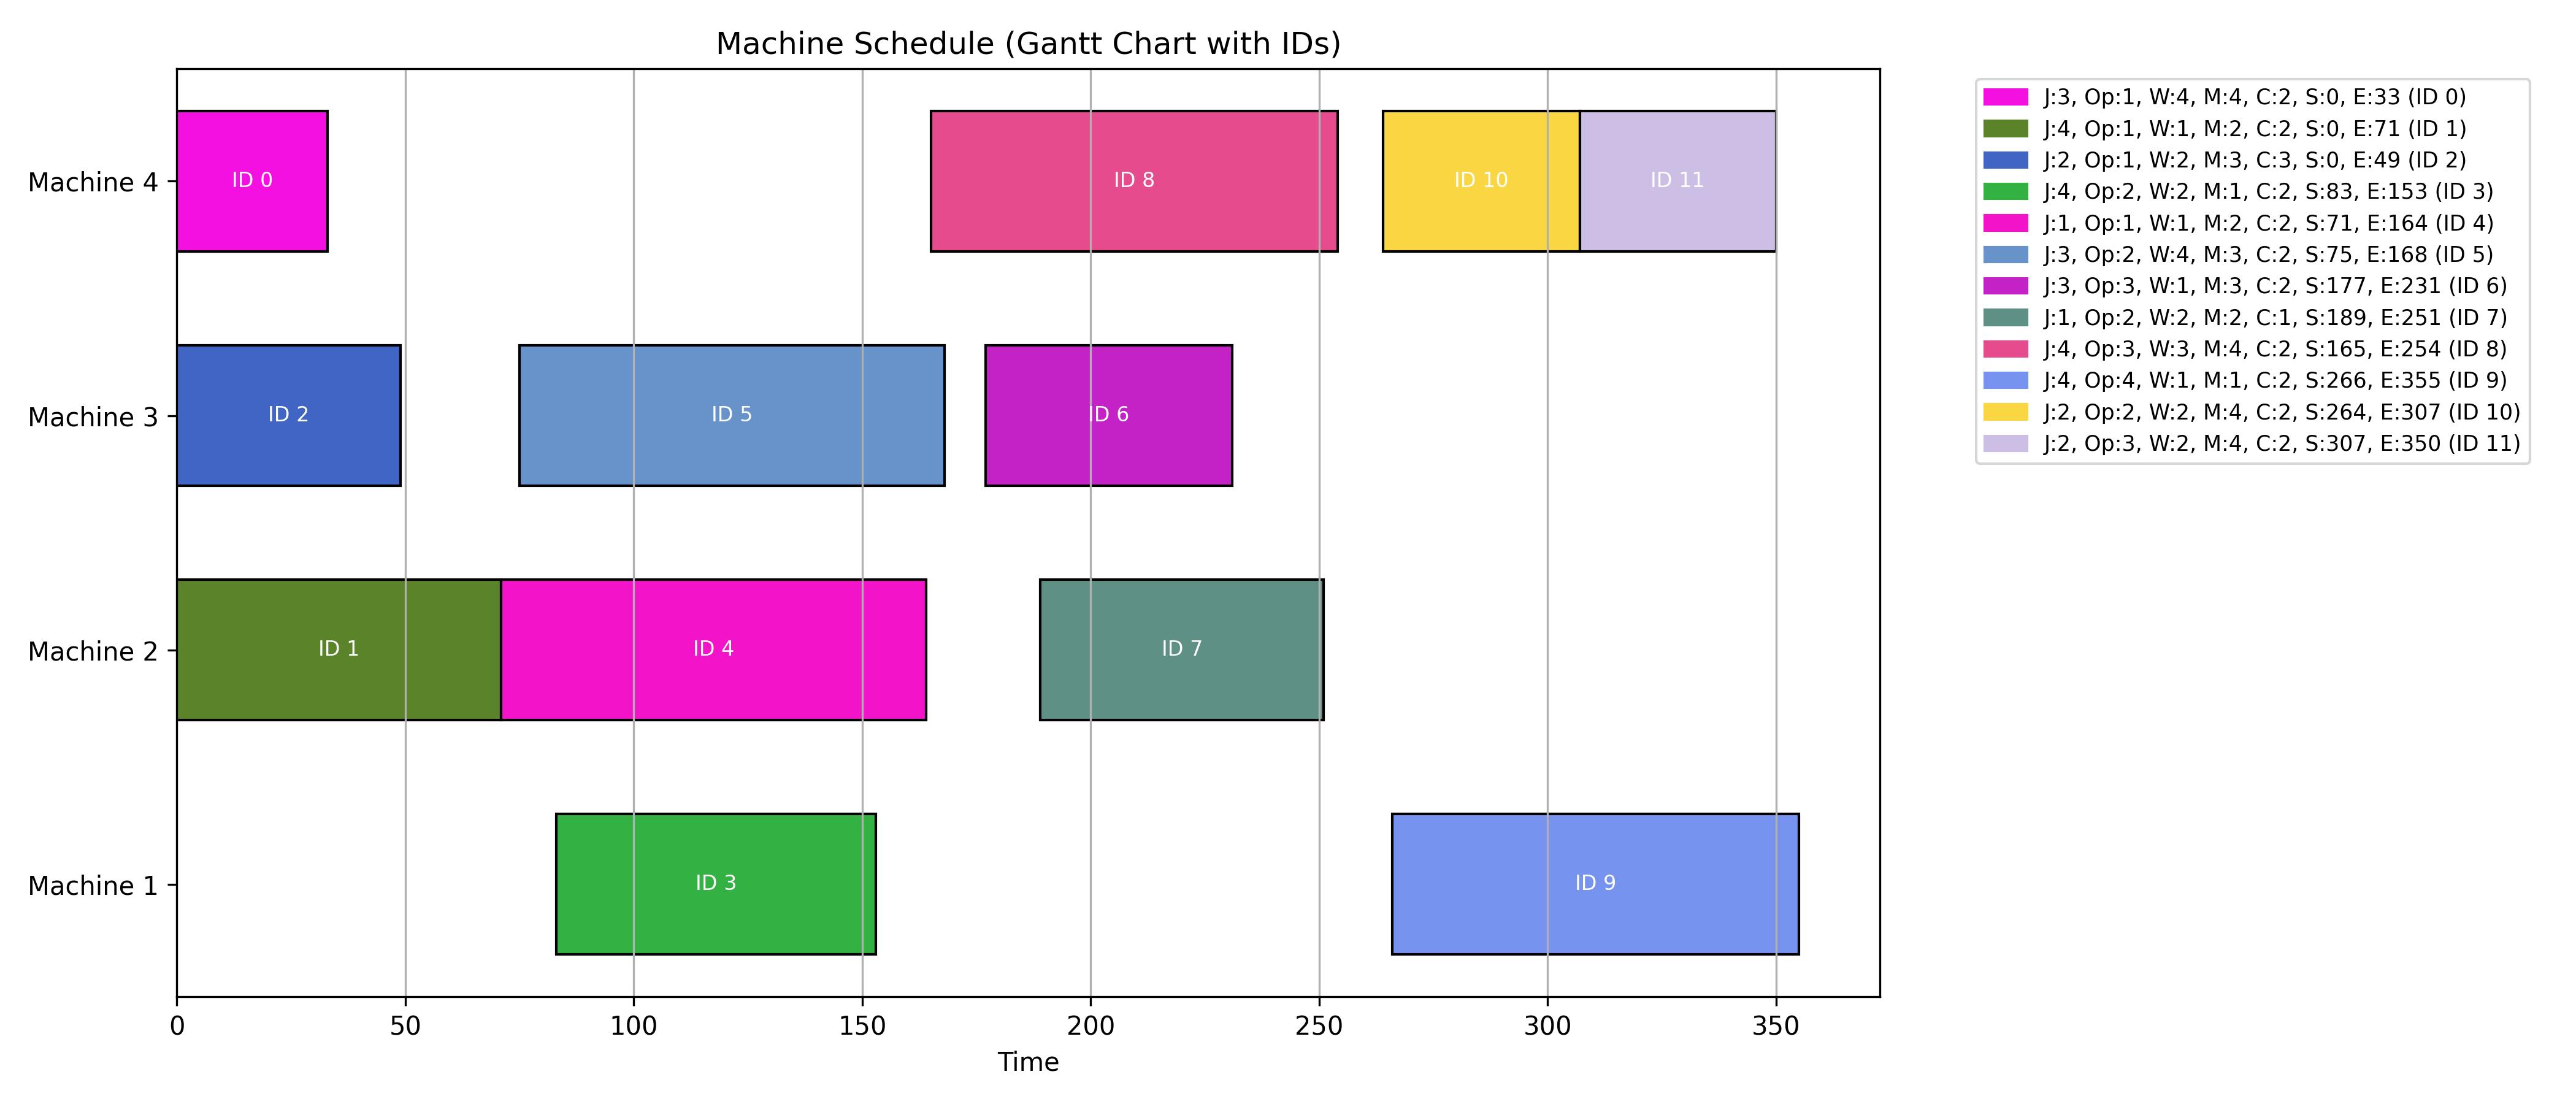 Machine Schedule (Gantt Chart with IDs)
Machine 4
Machine 3
Machine 2
Machine 1
ID 0
ID 8
ID 10
ID 11
ID 2
ID 5
ID 6
ID 1
ID 4
ID 7
ID 3
ID 9
0
50
100
150
200
250
300
350
Time
J:3, Op:1, W:4, M:4, C:2, S:0, E:33 (ID 0)
J:4, Op:1, W:1, M:2, C:2, S:0, E:71 (ID 1)
J:2, Op:1, W:2, M:3, C:3, S:0, E:49 (ID 2)
J:4, Op:2, W:2, M:1, C:2, S:83, E:153 (ID 3)
J:1, Op:1, W:1, M:2, C:2, S:71, E:164 (ID 4)
J:3, Op:2, W:4, M:3, C:2, S:75, E:168 (ID 5)
J:3, Op:3, W:1, M:3, C:2, S:177, E:231 (ID 6)
J:1, Op:2, W:2, M:2, C:1, S:189, E:251 (ID 7)
J:4, Op:3, W:3, M:4, C:2, S:165, E:254 (ID 8)
J:4, Op:4, W:1, M:1, C:2, S:266, E:355 (ID 9)
J:2, Op:2, W:2, M:4, C:2, S:264, E:307 (ID 10)
J:2, Op:3, W:2, M:4, C:2, S:307, E:350 (ID 11)